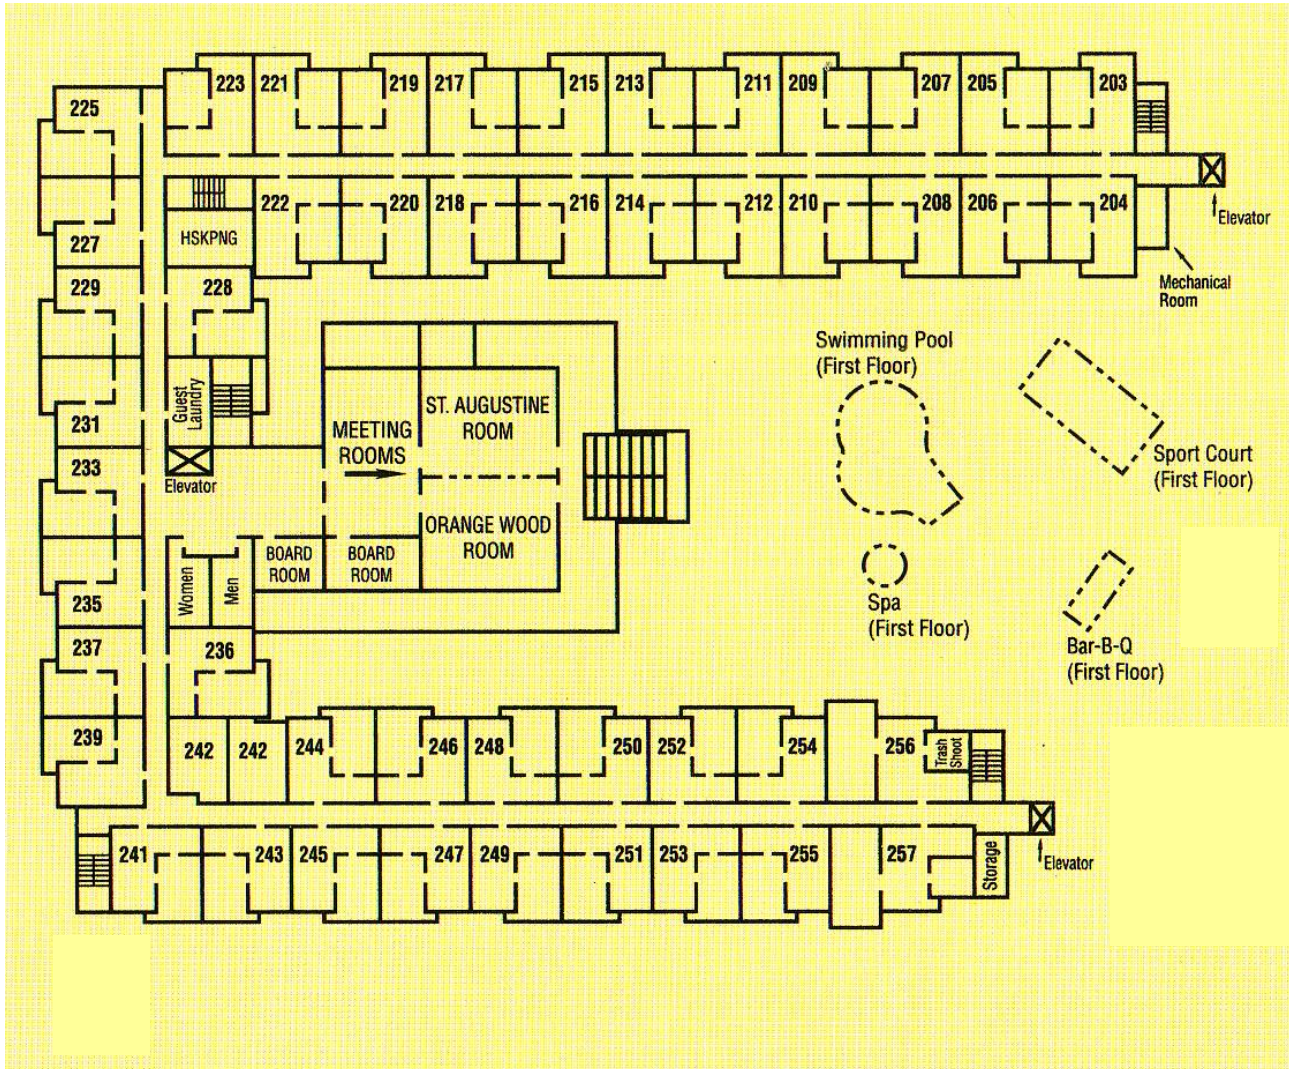 223 221 219 217 215 213 211 209 207 205 203
225
222 220 218 216 214 212 210 208 206 204
227
HSKPNG
Elevator
229
228
Mechanical
Room
Swimming Pool
(First Floor)
Guest
Laundry
ST. AUGUSTINE
ROOM
231
MEETING
ROOMS
Sport Court
(First Floor)
233
Elevator
ORANGE WOOD
ROOM
BOARD
ROOM
BOARD
ROOM
Women
Men
Spa
(First Floor)
235
237
236
Bar-B-Q
(First Floor)
239
242 242 244 246 248 250 252 254 256
Trash
Shoot
241 243 245 247 249 251 253 255 257
Storage
Elevator